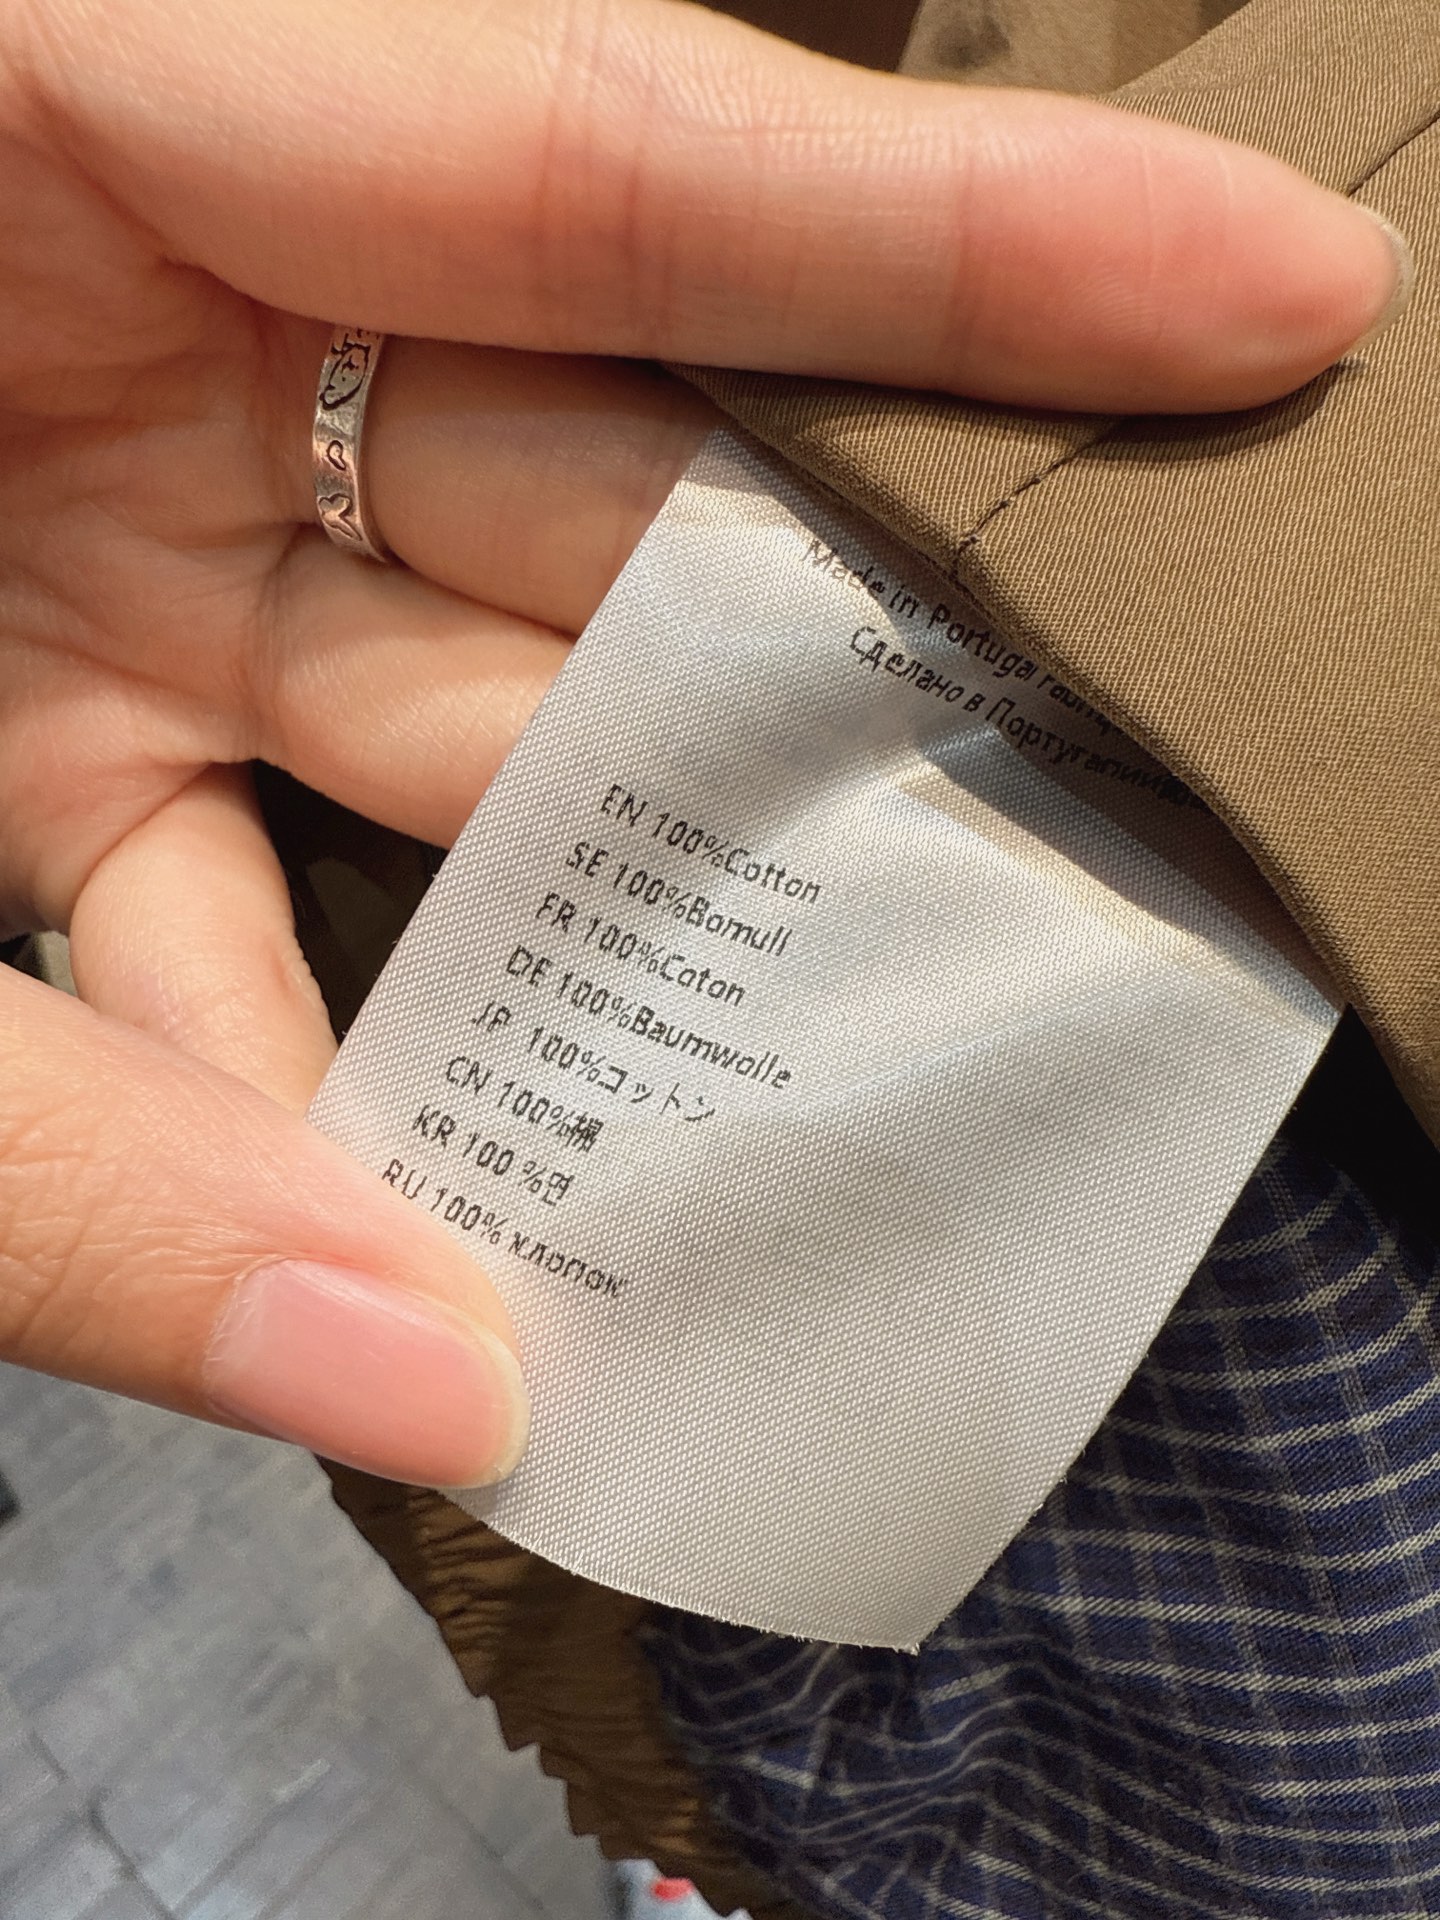 Made in Portugal
Сделано в
EN 100%Cotton
SE 100%Bomull
FR 100%Coton
DE 100%Baumwolle
JP 100%コットン
CN 100%棉
KR 100 %면
RU 100% хлопок